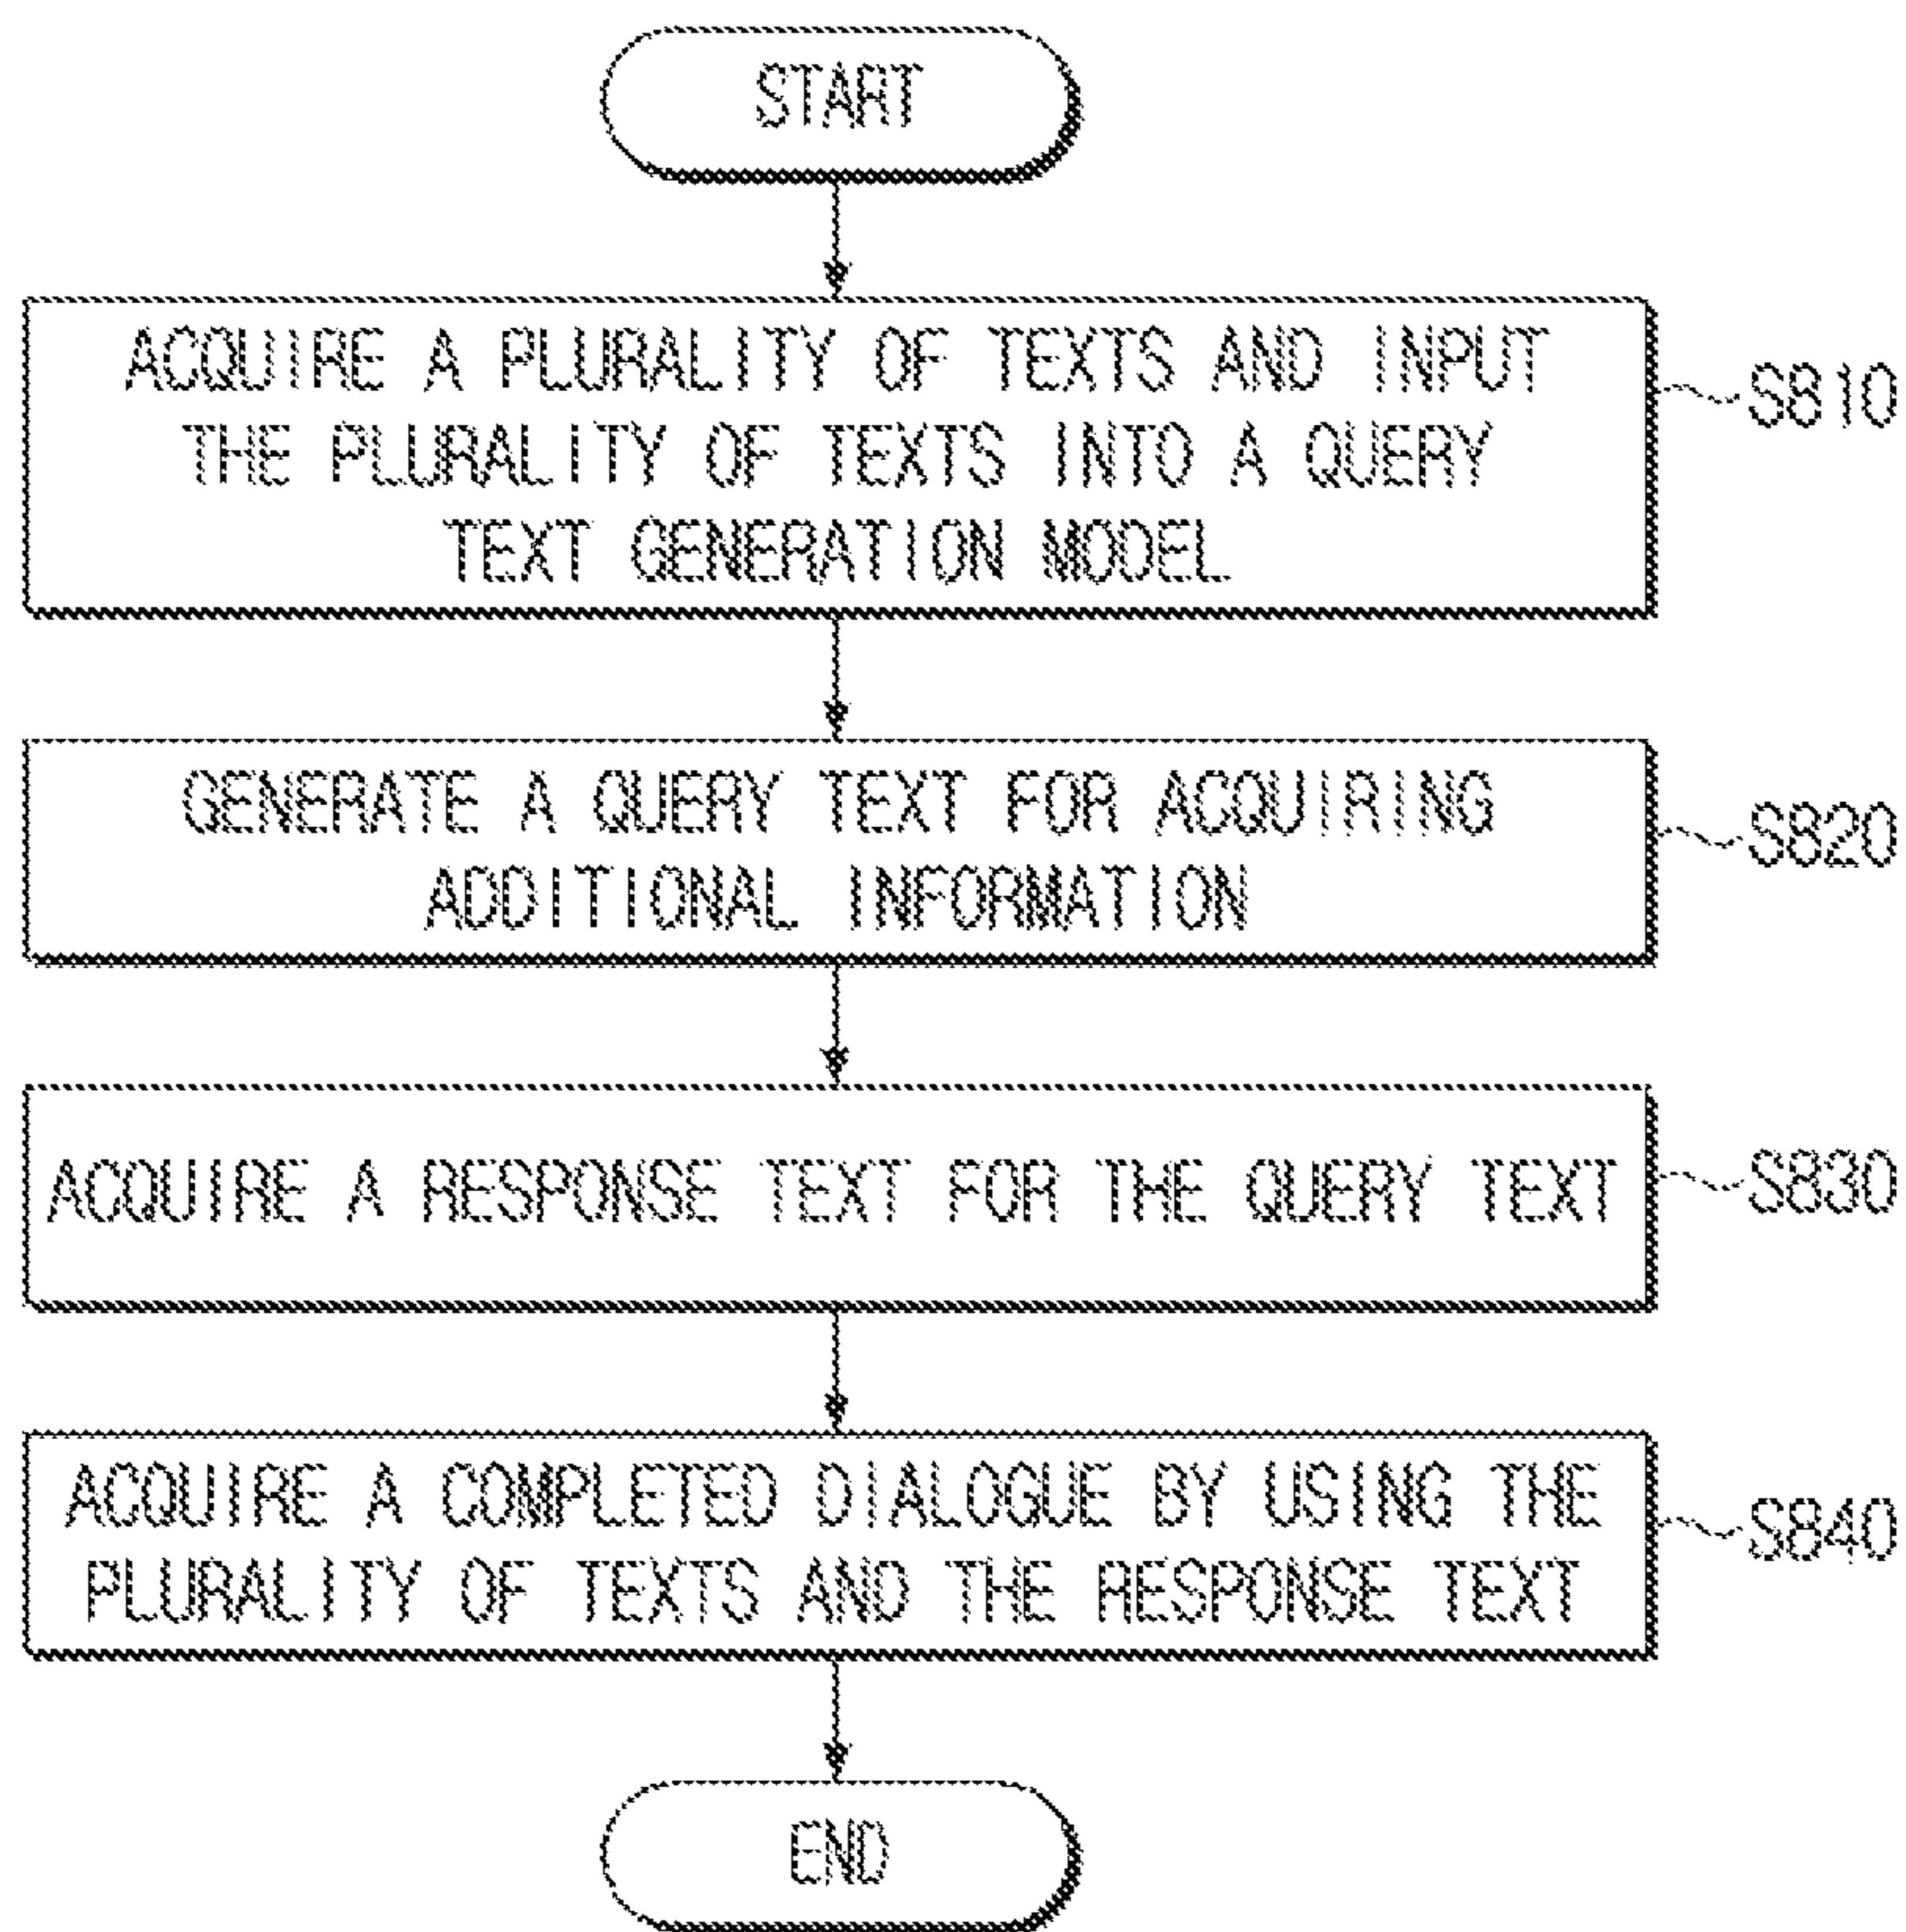 START
ACQUIRE A PLURALITY OF TEXTS AND INPUT
THE PLURALITY OF TEXTS INTO A QUERY
TEXT GENERATION MODEL
S810
GENERATE A QUERY TEXT FOR ACQUIRING
ADDITIONAL INFORMATION
S820
ACQUIRE A RESPONSE TEXT FOR THE QUERY TEXT
S830
ACQUIRE A COMPLETED DIALOGUE BY USING THE
PLURALITY OF TEXTS AND THE RESPONSE TEXT
S840
END